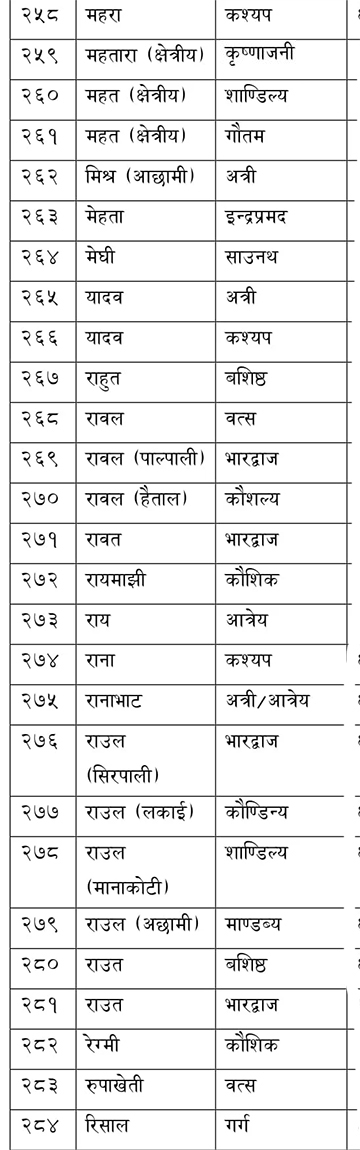 २५८ महरा कश्यप
२५९ महतारा (क्षेत्रीय) कृष्णाजनी
२६० महत (क्षेत्रीय) शाण्डिल्य
२६१ महत (क्षेत्रीय) गौतम
२६२ मिश्र (आछामी) अत्री
२६३ मेहता इन्द्रप्रमद
२६४ मेघी साउनथ
२६५ यादव अत्री
२६६ यादव कश्यप
२६७ राहुत बशिष्ठ
२६८ रावल वत्स
२६९ रावल (पाल्पाली) भारद्वाज
२७० रावल (हैताल) कौशल्य
२७१ रावत भारद्वाज
२७२ रायमाझी कौशिक
२७३ राय आत्रेय
२७४ राना कश्यप
२७५ रानाभाट अत्री/आत्रेय
२७६ राउल भारद्वाज
(सिरपाली)
२७७ राउल (लकाई) कौण्डिन्य
२७८ राउल शाण्डिल्य
(मानाकोटी)
२७९ राउल (अछामी) माण्डब्य
२८० राउत बशिष्ठ
२८१ राउत भारद्वाज
२८२ रेग्मी कौशिक
२८३ रुपाखेती वत्स
२८४ रिसाल गर्ग